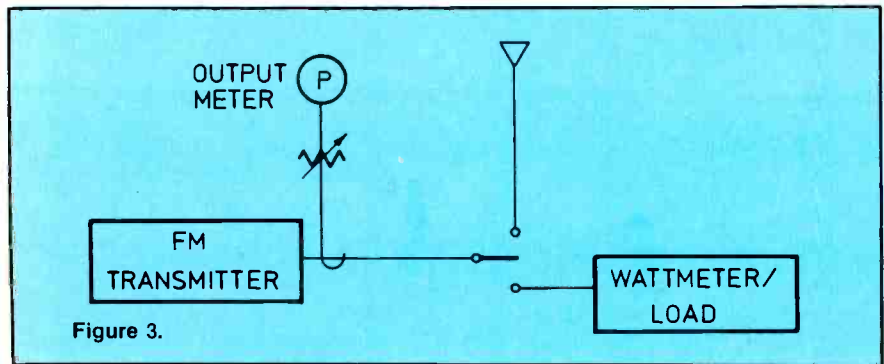 OUTPUT
METER
P
FM
TRANSMITTER
WATTMETER/
LOAD
Figure 3.